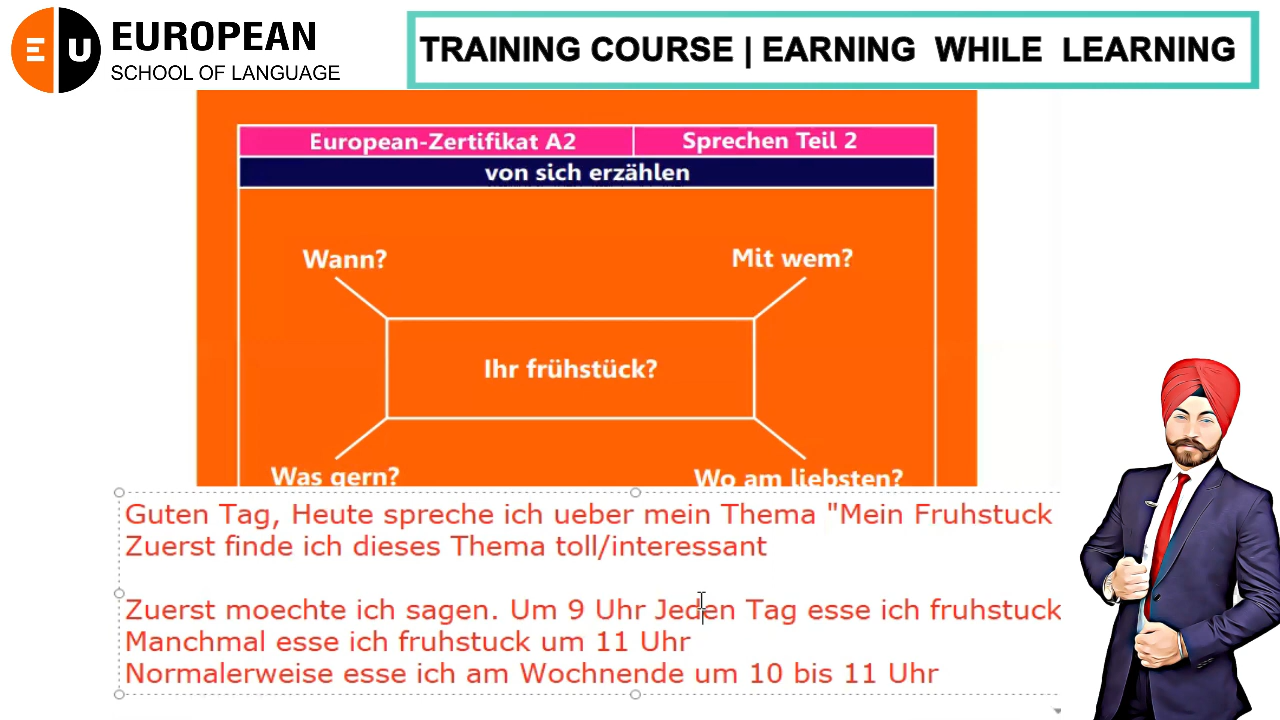 EU EUROPEAN
SCHOOL OF LANGUAGE
TRAINING COURSE | EARNING WHILE LEARNING
European-Zertifikat A2 Sprechen Teil 2
von sich erzählen
Wann? Mit wem?
Ihr frühstück?
Was gern? Wo am liebsten?
Guten Tag, Heute spreche ich ueber mein Thema "Mein Fruhstuck
Zuerst finde ich dieses Thema toll/interessant
Zuerst moechte ich sagen. Um 9 Uhr Jeden Tag esse ich fruhstuck
Manchmal esse ich fruhstuck um 11 Uhr
Normalerweise esse ich am Wochnende um 10 bis 11 Uhr